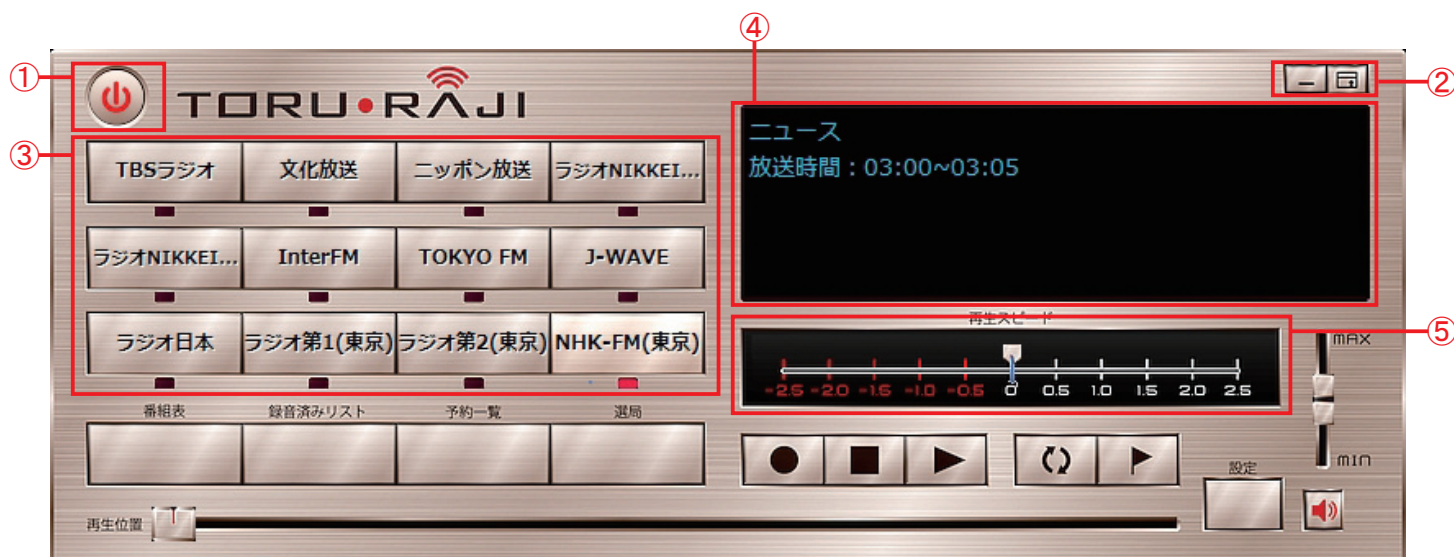 ④
①
②
TORU•RAJI
ニュース
放送時間：03:00~03:05
③
TBSラジオ 文化放送 ニッポン放送 ラジオNIKKEI...
ラジオNIKKEI... InterFM TOKYO FM J-WAVE
再生スピード
⑤
ラジオ日本 ラジオ第1(東京) ラジオ第2(東京) NHK-FM(東京)
MAX
-2.5 -2.0 -1.5 -1.0 -0.5 0 0.5 1.0 1.5 2.0 2.5
番組表 録音済みリスト 予約一覧 選局
MIN
設定
再生位置